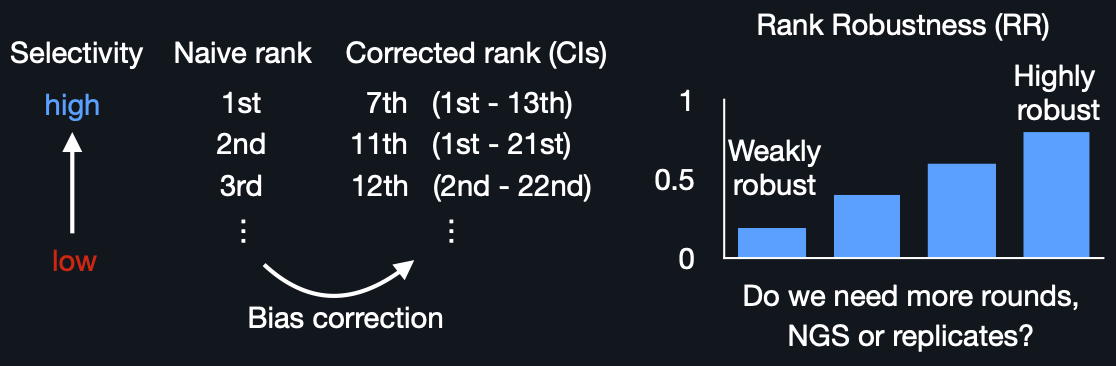 Selectivity Naive rank Corrected rank (CIs)
high 1st 7th (1st - 13th)
2nd 11th (1st - 21st)
3rd 12th (2nd - 22nd)
⋮ ⋮
low
Bias correction
Rank Robustness (RR)
1
0.5
0
Weakly
robust
Highly
robust
Do we need more rounds,
NGS or replicates?